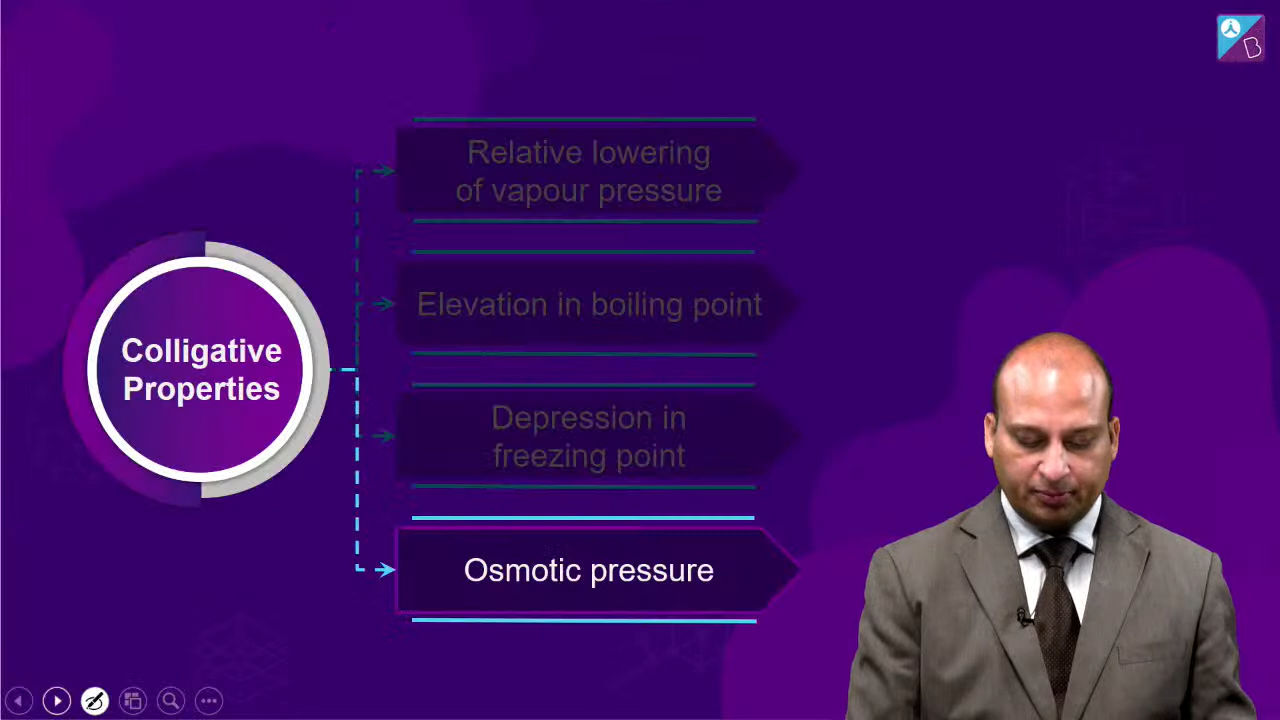 Relative lowering
of vapour pressure
Elevation in boiling point
Colligative
Properties
Depression in
freezing point
Osmotic pressure
B